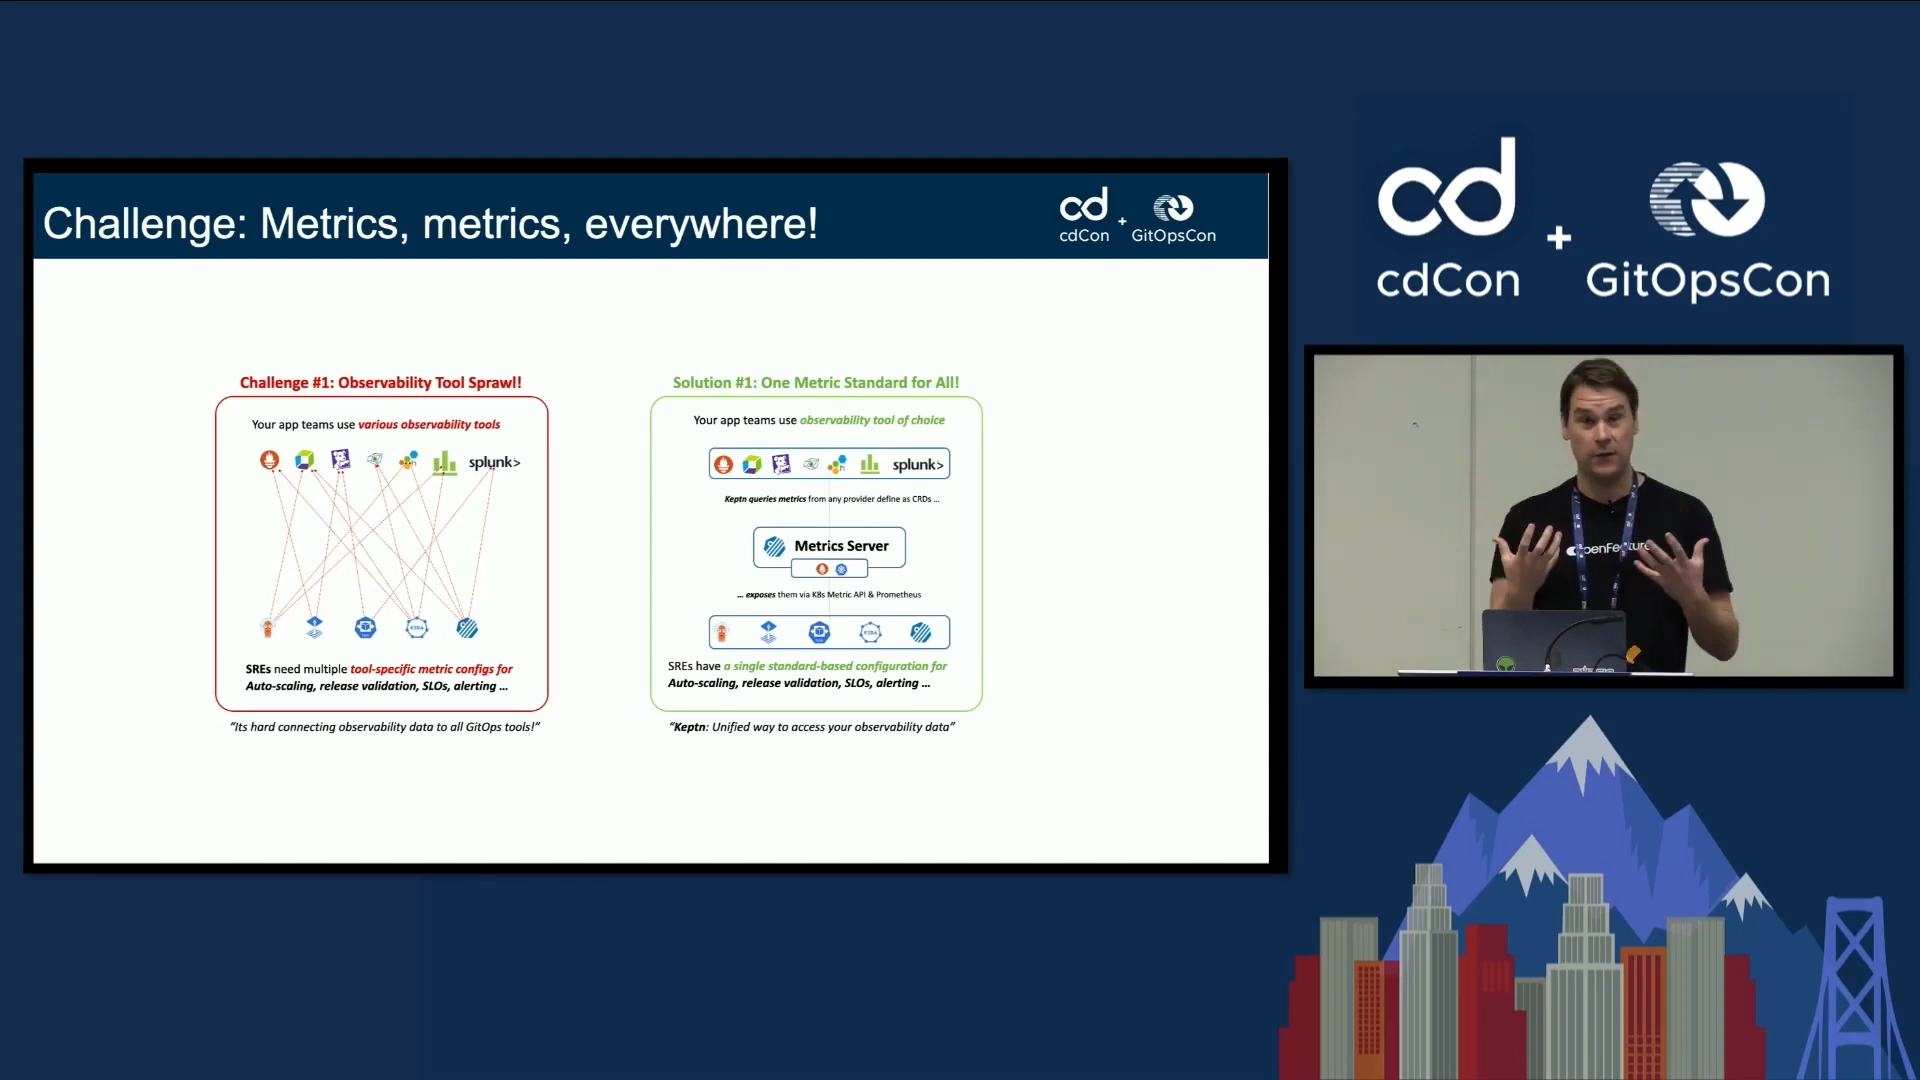 Challenge: Metrics, metrics, everywhere!
cd
cdCon
+
GitOpsCon
Challenge #1: Observability Tool Sprawl!
Your app teams use various observability tools
splunk>
KEDA
SREs need multiple tool-specific metric configs for
Auto-scaling, release validation, SLOs, alerting ...
“Its hard connecting observability data to all GitOps tools!”
Solution #1: One Metric Standard for All!
Your app teams use observability tool of choice
h
splunk>
Keptn queries metrics from any provider define as CRDs ...
Metrics Server
... exposes them via K8s Metric API & Prometheus
KEDA
SREs have a single standard-based configuration for
Auto-scaling, release validation, SLOs, alerting ...
“Keptn: Unified way to access your observability data”
cd
cdCon
+
GitOpsCon